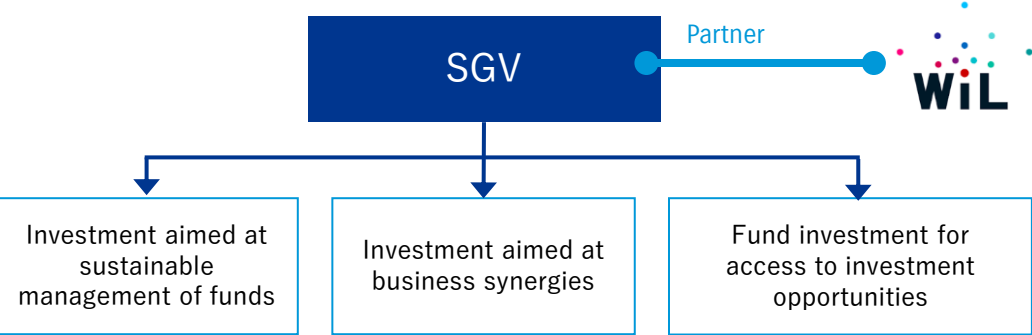 SGV
Partner
WiL
Investment aimed at
sustainable
management of funds
Investment aimed at
business synergies
Fund investment for
access to investment
opportunities